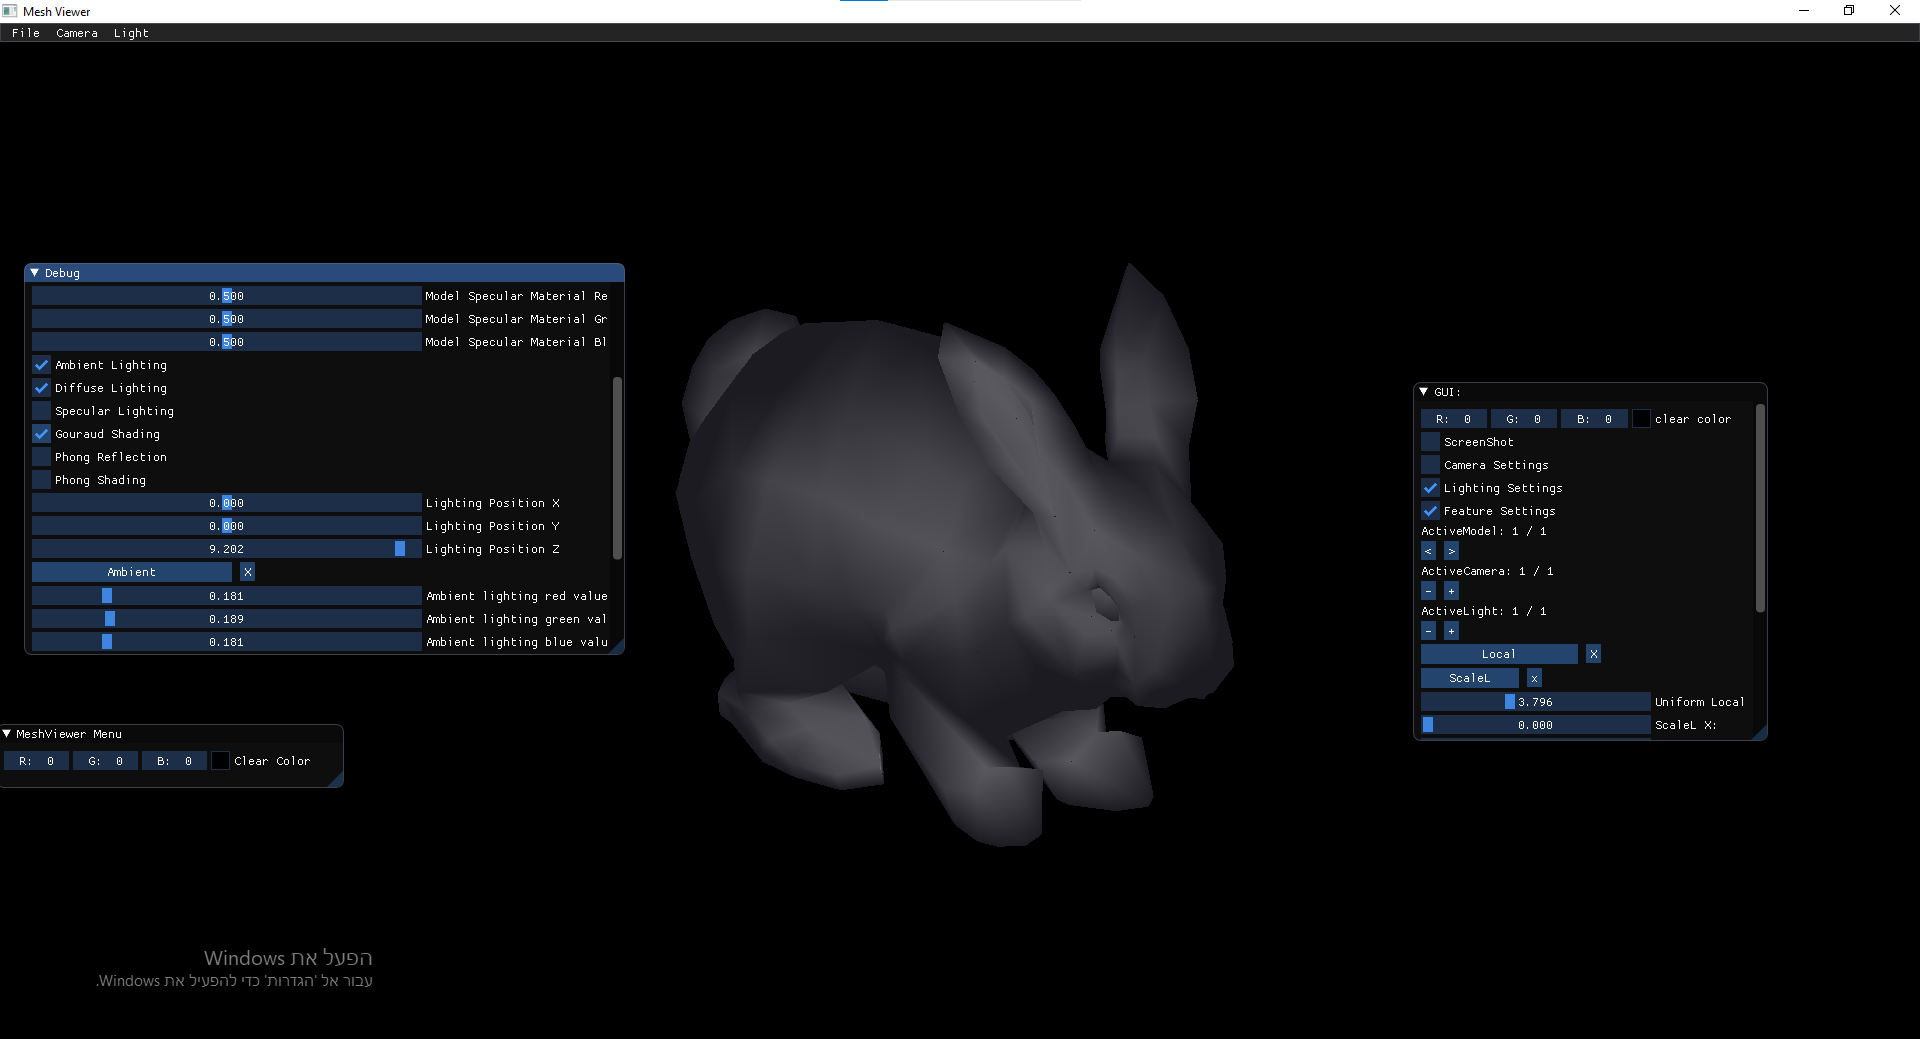 Mesh Viewer
File Camera Light
Debug
0.500 Model Specular Material Re
0.500 Model Specular Material Gr
0.500 Model Specular Material Bl
Ambient Lighting
Diffuse Lighting
Specular Lighting
Gouraud Shading
Phong Reflection
Phong Shading
0.000 Lighting Position X
0.000 Lighting Position Y
9.202 Lighting Position Z
Ambient X
0.181 Ambient lighting red value
0.189 Ambient lighting green val
0.181 Ambient lighting blue valu
MeshViewer Menu
R: 0 G: 0 B: 0 Clear Color
GUI:
R: 0 G: 0 B: 0 clear color
ScreenShot
Camera Settings
Lighting Settings
Feature Settings
ActiveModel: 1 / 1
< >
ActiveCamera: 1 / 1
- +
ActiveLight: 1 / 1
- +
Local X
ScaleL x
3.796 Uniform Local
0.000 ScaleL X:
הפעל את Windows
עבור אל 'הגדרות' כדי להפעיל את Windows.